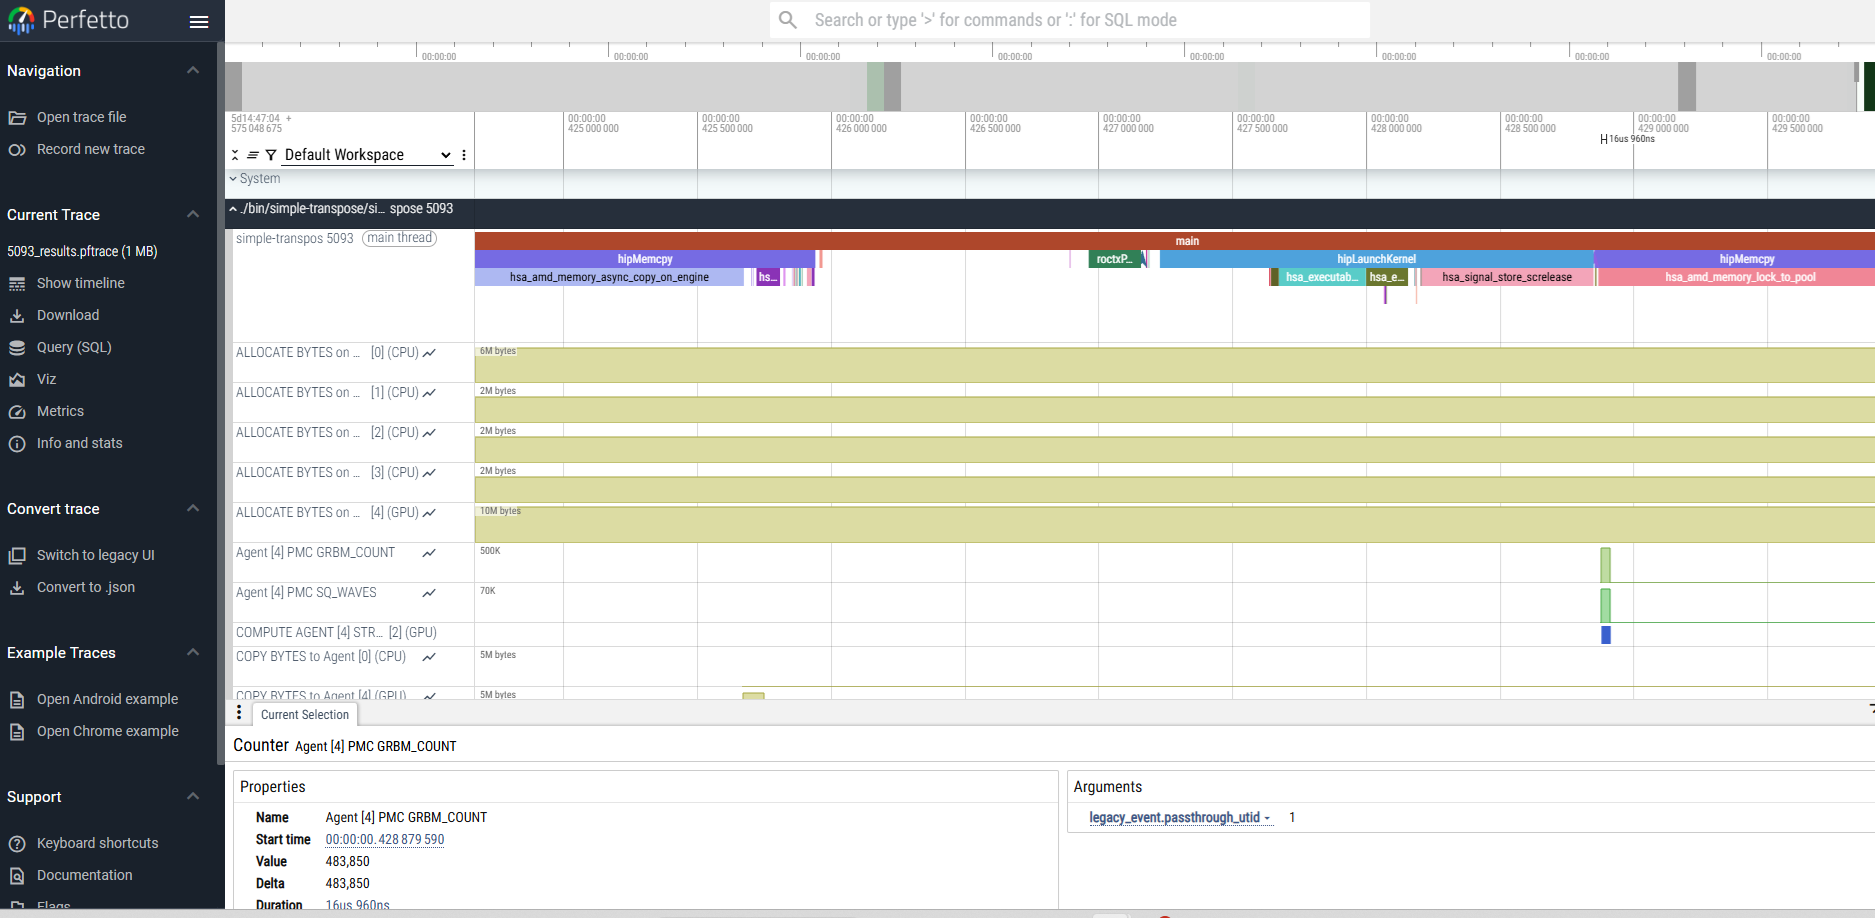 Perfetto
Search or type '>' for commands or ':' for SQL mode
Navigation
Open trace file
Record new trace
Current Trace
5093_results.pftrace (1 MB)
Show timeline
Download
Query (SQL)
Viz
Metrics
Info and stats
Convert trace
Switch to legacy UI
Convert to .json
Example Traces
Open Android example
Open Chrome example
Support
Keyboard shortcuts
Documentation
Flags
00:00:00 00:00:00 00:00:00 00:00:00 00:00:00 00:00:00 00:00:00 00:00:00
5d14:47:04 + 00:00:00 00:00:00 00:00:00 00:00:00 00:00:00 00:00:00 00:00:00 00:00:00 00:00:00 00:00:00
575 048 675 425 000 000 425 500 000 426 000 000 426 500 000 427 000 000 427 500 000 428 000 000 428 500 000 429 000 000 429 500 000
16us 960ns
Default Workspace
System
./bin/simple-transpose/si... spose 5093
simple-transpos 5093 main thread
main
hipMemcpy roctxP... hipLaunchKernel hipMemcpy
hsa_amd_memory_async_copy_on_engine hs... hsa_executab... hsa_e... hsa_signal_store_screlease hsa_amd_memory_lock_to_pool
ALLOCATE BYTES on ... [0] (CPU) 6M bytes
ALLOCATE BYTES on ... [1] (CPU) 2M bytes
ALLOCATE BYTES on ... [2] (CPU) 2M bytes
ALLOCATE BYTES on ... [3] (CPU) 2M bytes
ALLOCATE BYTES on ... [4] (GPU) 10M bytes
Agent [4] PMC GRBM_COUNT 500K
Agent [4] PMC SQ_WAVES 70K
COMPUTE AGENT [4] STR... [2] (GPU)
COPY BYTES to Agent [0] (CPU) 5M bytes
COPY BYTES to Agent [4] (GPU) 5M bytes
Current Selection
Counter Agent [4] PMC GRBM_COUNT
Properties
Name Agent [4] PMC GRBM_COUNT
Start time 00:00:00.428 879 590
Value 483,850
Delta 483,850
Duration 16us 960ns
Arguments
legacy_event.passthrough_utid 1